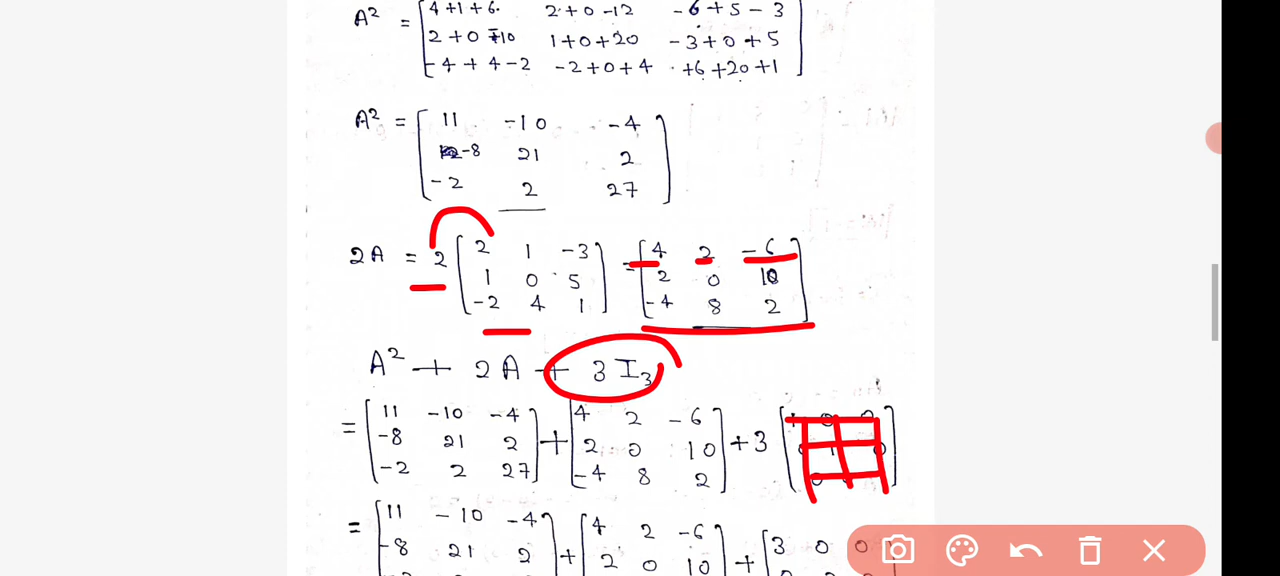 A² = [ 4+1+6 2+0-12 -6+5-3
2+0-10 1+0+20 -3+0+5
-4+4-2 -2+0+4 +6+20+1 ]
A² = [ 11 -10 -4
-8 21 2
-2 2 27 ]
2A = 2 [ 2 1 -3 = [ 4 2 -6
1 0 5 2 0 10
-2 4 1 ] -4 8 2 ]
A² + 2A + 3I₃
= [ 11 -10 -4 + [ 4 2 -6 +3 [
-8 21 2 2 0 10
-2 2 27 ] -4 8 2 ]
= [ 11 -10 -4 + [ 4 2 -6 + [ 3 0 0
-8 21 2 2 0 10